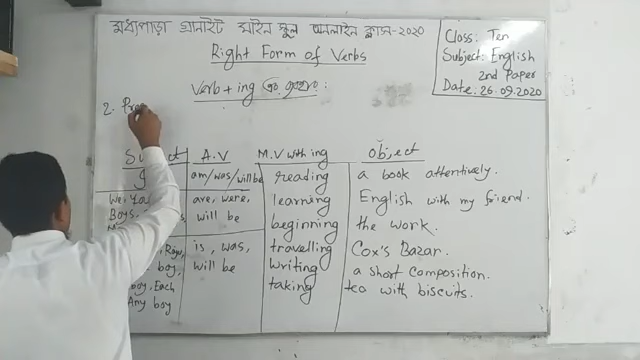 মধ্যপাড়া গ্রানাইট মাইন স্কুল অনলাইন ক্লাস-২০২০
Right Form of Verbs
Verb + ing
Class: Ten
Subject: English
2nd Paper
Date: 26.09.2020
2.
A.V M.V with ing object
I am/was/will be reading a book attentively.
are, were, learning English with my friend.
Boys, will be beginning the work.
is, was, travelling Cox's Bazar.
boy, will be writing a short composition.
boy, Each taking tea with biscuits.
Any boy